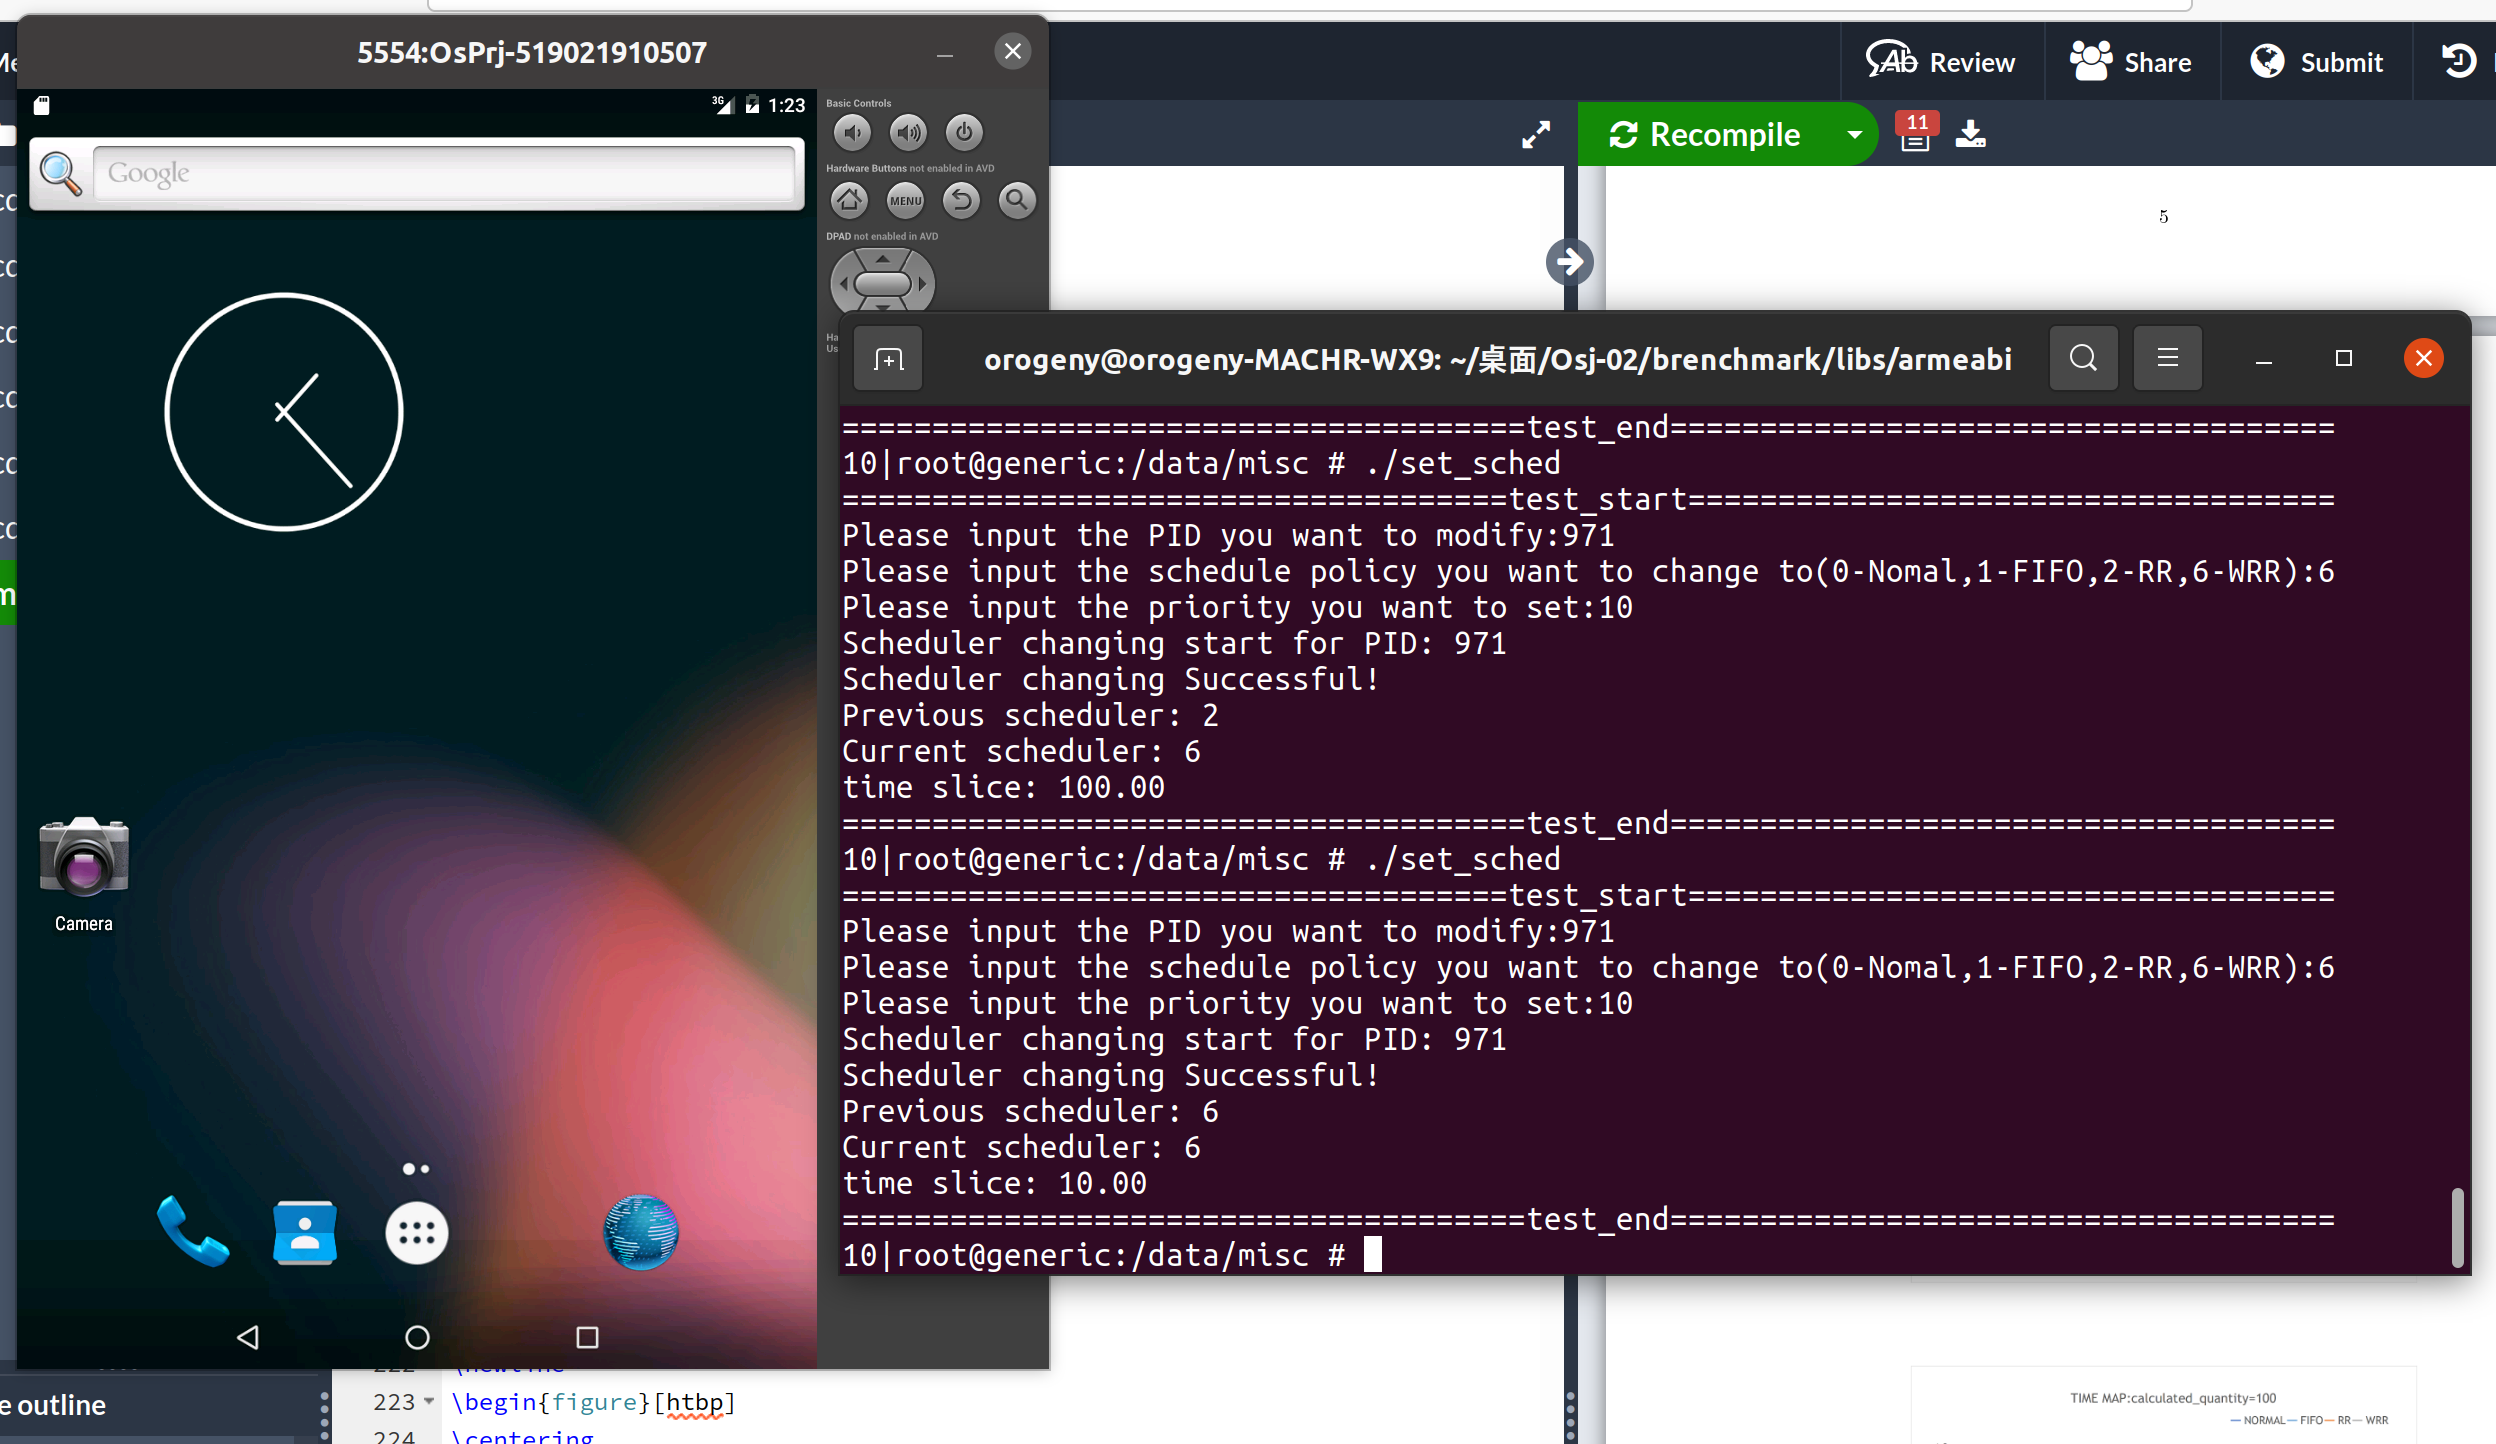 5554:OsPrj-519021910507
Review
Share
Submit
3G
1:23
Basic Controls
Recompile
11
Google
Hardware Buttons not enabled in AVD
MENU
5
DPAD not enabled in AVD
orogeny@orogeny-MACHR-WX9: ~/桌面/Osj-02/brenchmark/libs/armeabi
======================================test_end=====================================
10|root@generic:/data/misc # ./set_sched
=====================================test_start====================================
Please input the PID you want to modify:971
Please input the schedule policy you want to change to(0-Nomal,1-FIFO,2-RR,6-WRR):6
Please input the priority you want to set:10
Scheduler changing start for PID: 971
Scheduler changing Successful!
Previous scheduler: 2
Current scheduler: 6
time slice: 100.00
======================================test_end=====================================
10|root@generic:/data/misc # ./set_sched
=====================================test_start====================================
Please input the PID you want to modify:971
Please input the schedule policy you want to change to(0-Nomal,1-FIFO,2-RR,6-WRR):6
Please input the priority you want to set:10
Scheduler changing start for PID: 971
Scheduler changing Successful!
Previous scheduler: 6
Current scheduler: 6
time slice: 10.00
======================================test_end=====================================
10|root@generic:/data/misc #
Camera
e outline
223 \begin{figure}[htbp]
224 \centering
TIME MAP:calculated_quantity=100
NORMAL FIFO RR WRR